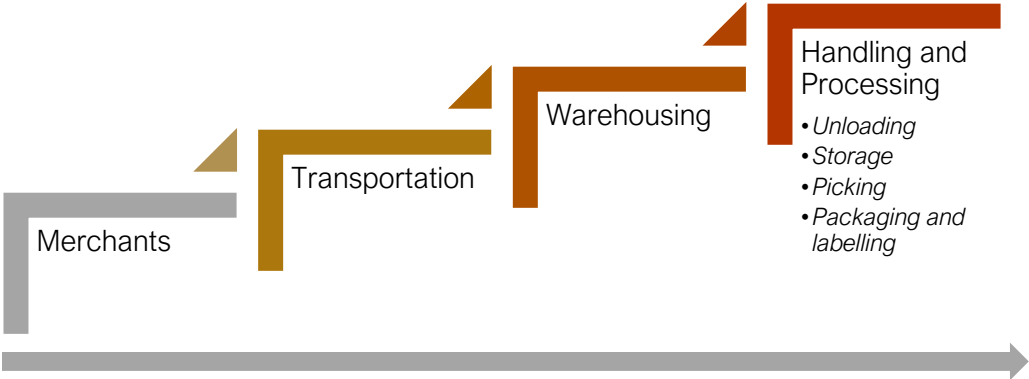 Merchants
Transportation
Warehousing
Handling and
Processing
•Unloading
•Storage
•Picking
•Packaging and
labelling